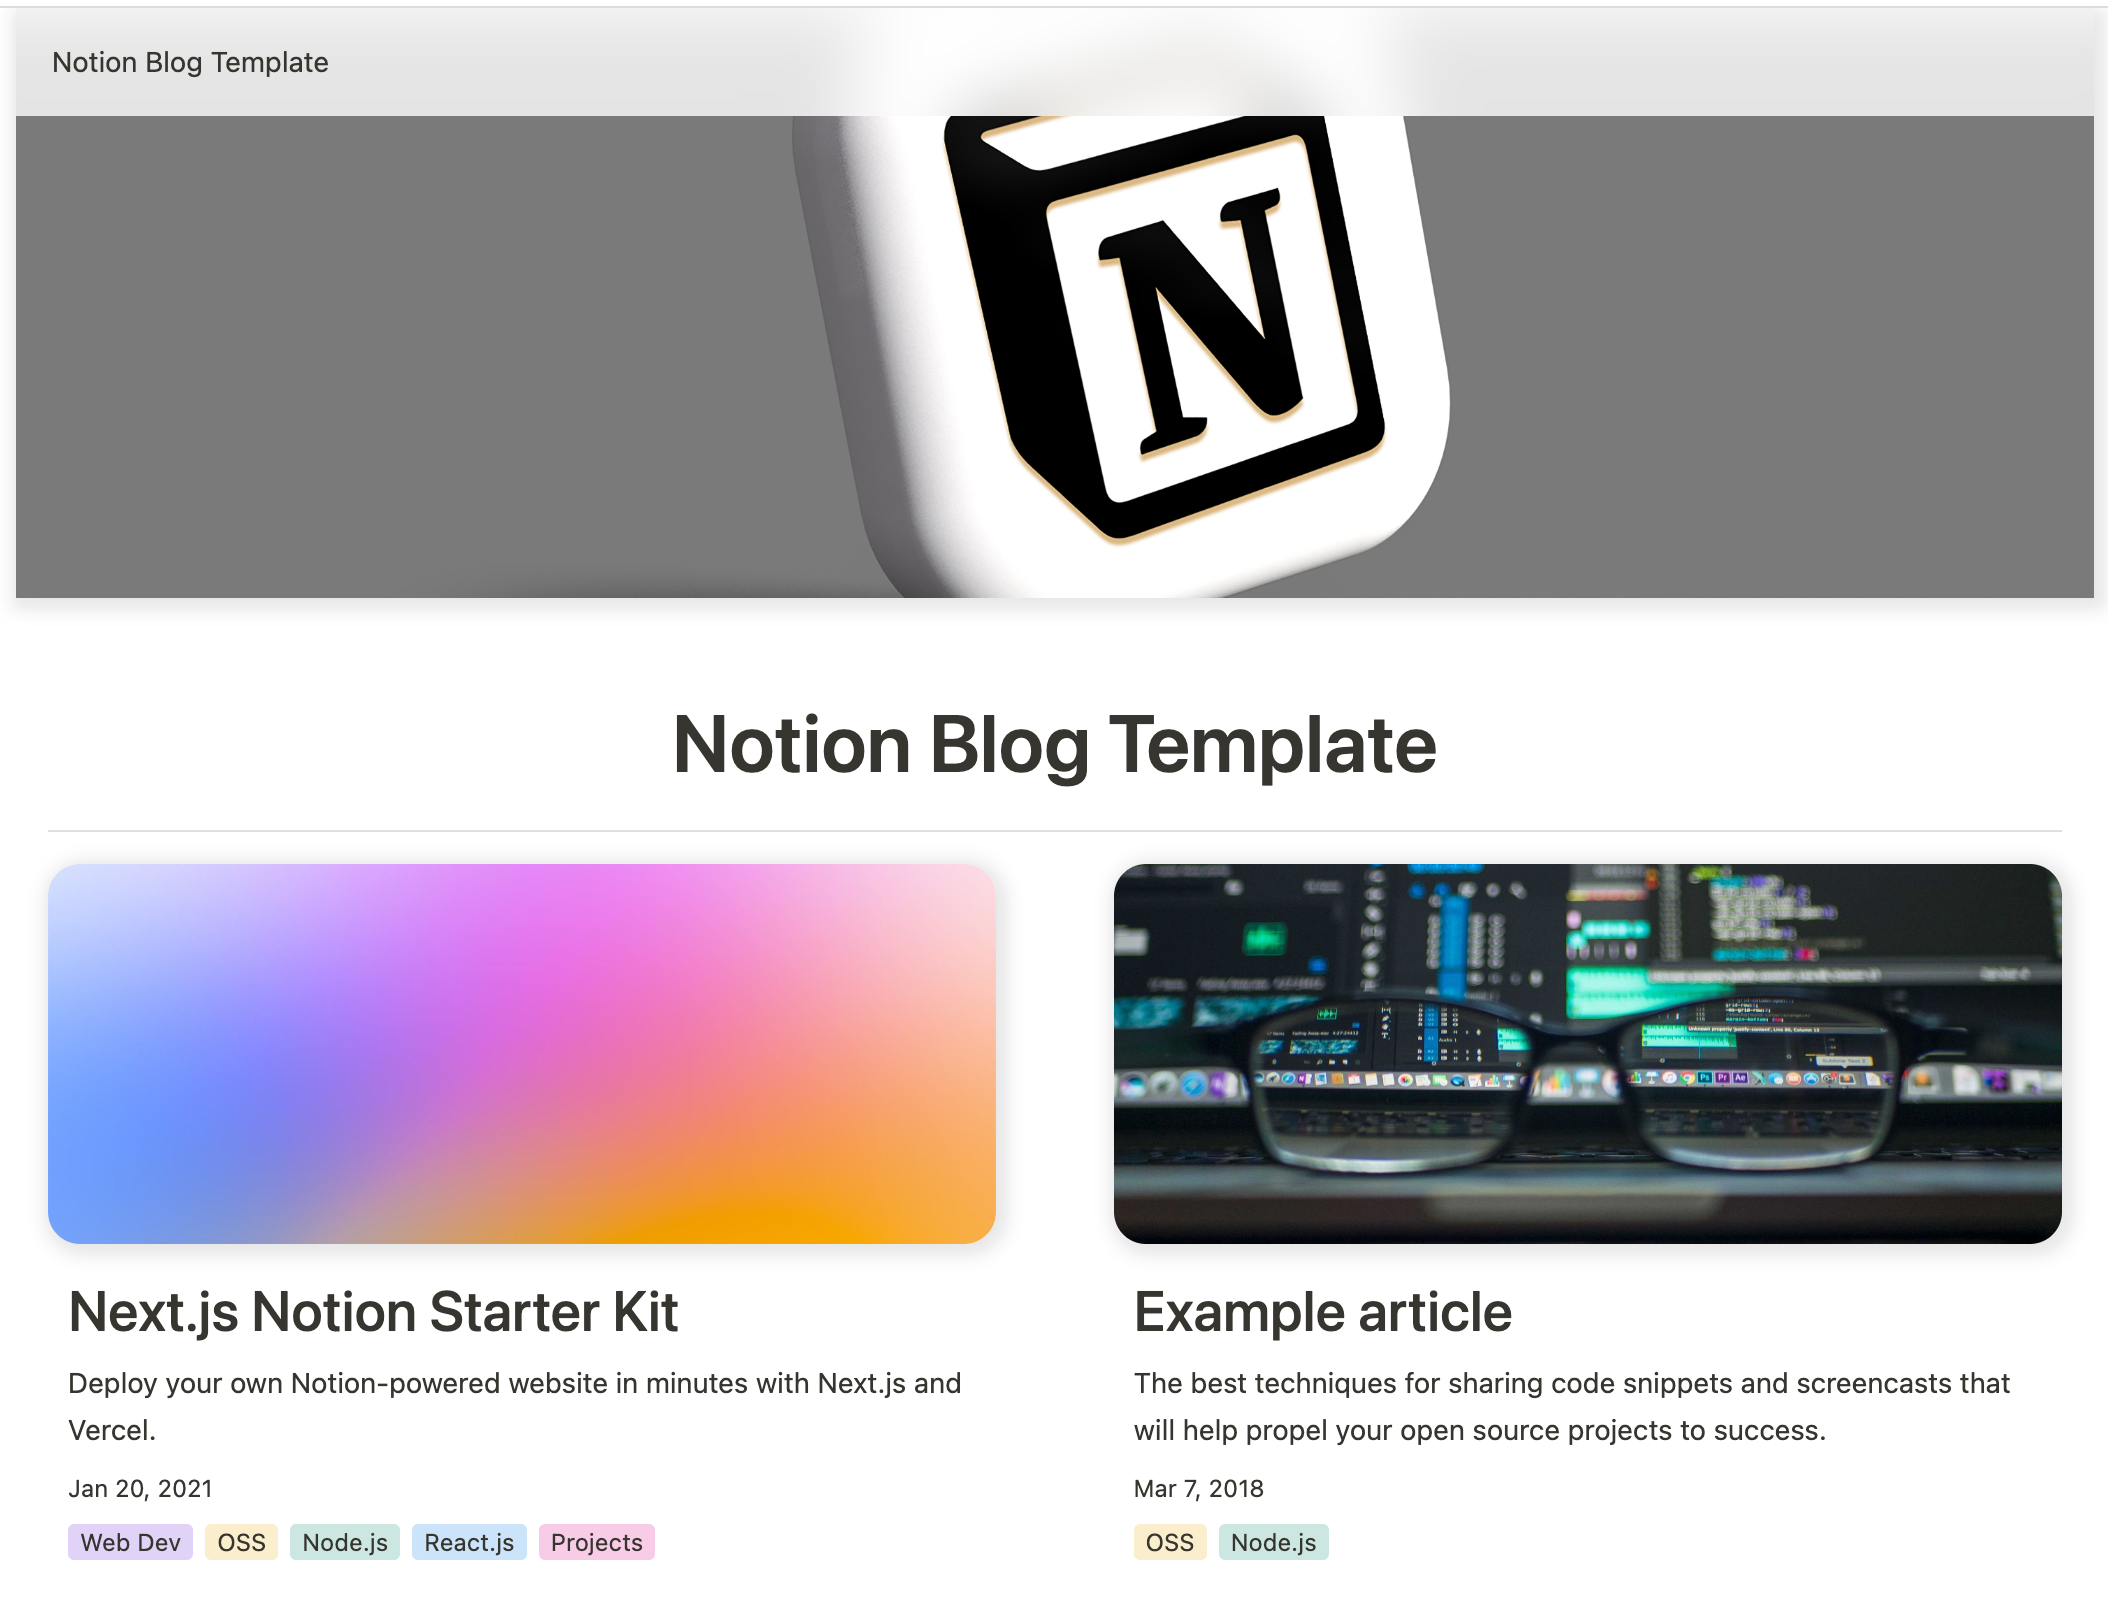 Notion Blog Template
N
Notion Blog Template
Next.js Notion Starter Kit
Deploy your own Notion-powered website in minutes with Next.js and
Vercel.
Jan 20, 2021
Web Dev OSS Node.js React.js Projects
Example article
The best techniques for sharing code snippets and screencasts that
will help propel your open source projects to success.
Mar 7, 2018
OSS Node.js